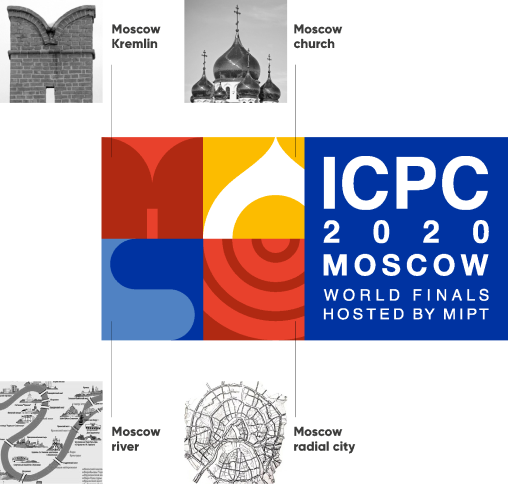 Moscow
Kremlin
Moscow
church
ICPC
2020
MOSCOW
WORLD FINALS
HOSTED BY MIPT
Moscow
river
Moscow
radial city